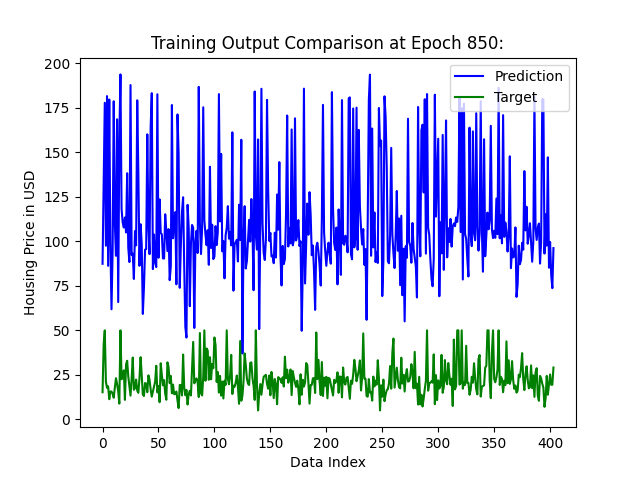 Training Output Comparison at Epoch 850:
Prediction
Target
Housing Price in USD
200
175
150
125
100
75
50
25
0
0 50 100 150 200 250 300 350 400
Data Index